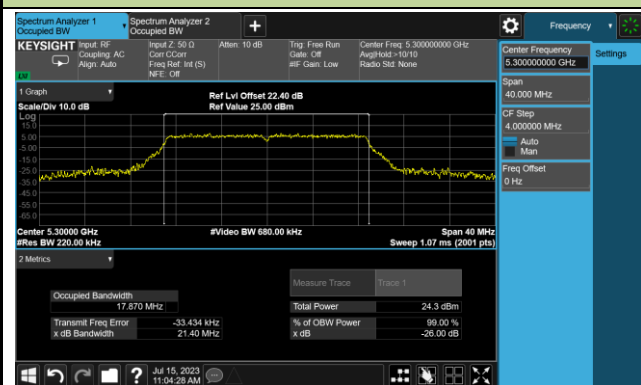 Spectrum Analyzer 1
Occupied BW
Spectrum Analyzer 2
Occupied BW
+
Frequency
KEYSIGHT
Input: RF
Coupling: AC
Align: Auto
Input Z: 50 Ω
Corr CCorr
Freq Ref: Int (S)
NFE: Off
Atten: 10 dB
Trig: Free Run
Gate: Off
#IF Gain: Low
Center Freq: 5.300000000 GHz
Avg|Hold:>10/10
Radio Std: None
LXI
Center Frequency
5.300000000 GHz
Settings
Span
40.000 MHz
CF Step
4.000000 MHz
Auto
Man
Freq Offset
0 Hz
1 Graph
Scale/Div 10.0 dB
Ref Lvl Offset 22.40 dB
Ref Value 25.00 dBm
Log
15.0
5.00
-5.00
-15.0
-25.0
-35.0
-45.0
-55.0
-65.0
Center 5.30000 GHz
#Res BW 220.00 kHz
#Video BW 680.00 kHz
Span 40 MHz
Sweep 1.07 ms (2001 pts)
2 Metrics
Measure Trace
Trace 1
Occupied Bandwidth
17.870 MHz
Total Power
24.3 dBm
Transmit Freq Error
-33.434 kHz
% of OBW Power
99.00 %
x dB Bandwidth
21.40 MHz
x dB
-26.00 dB
?
Jul 15, 2023
11:04:28 AM